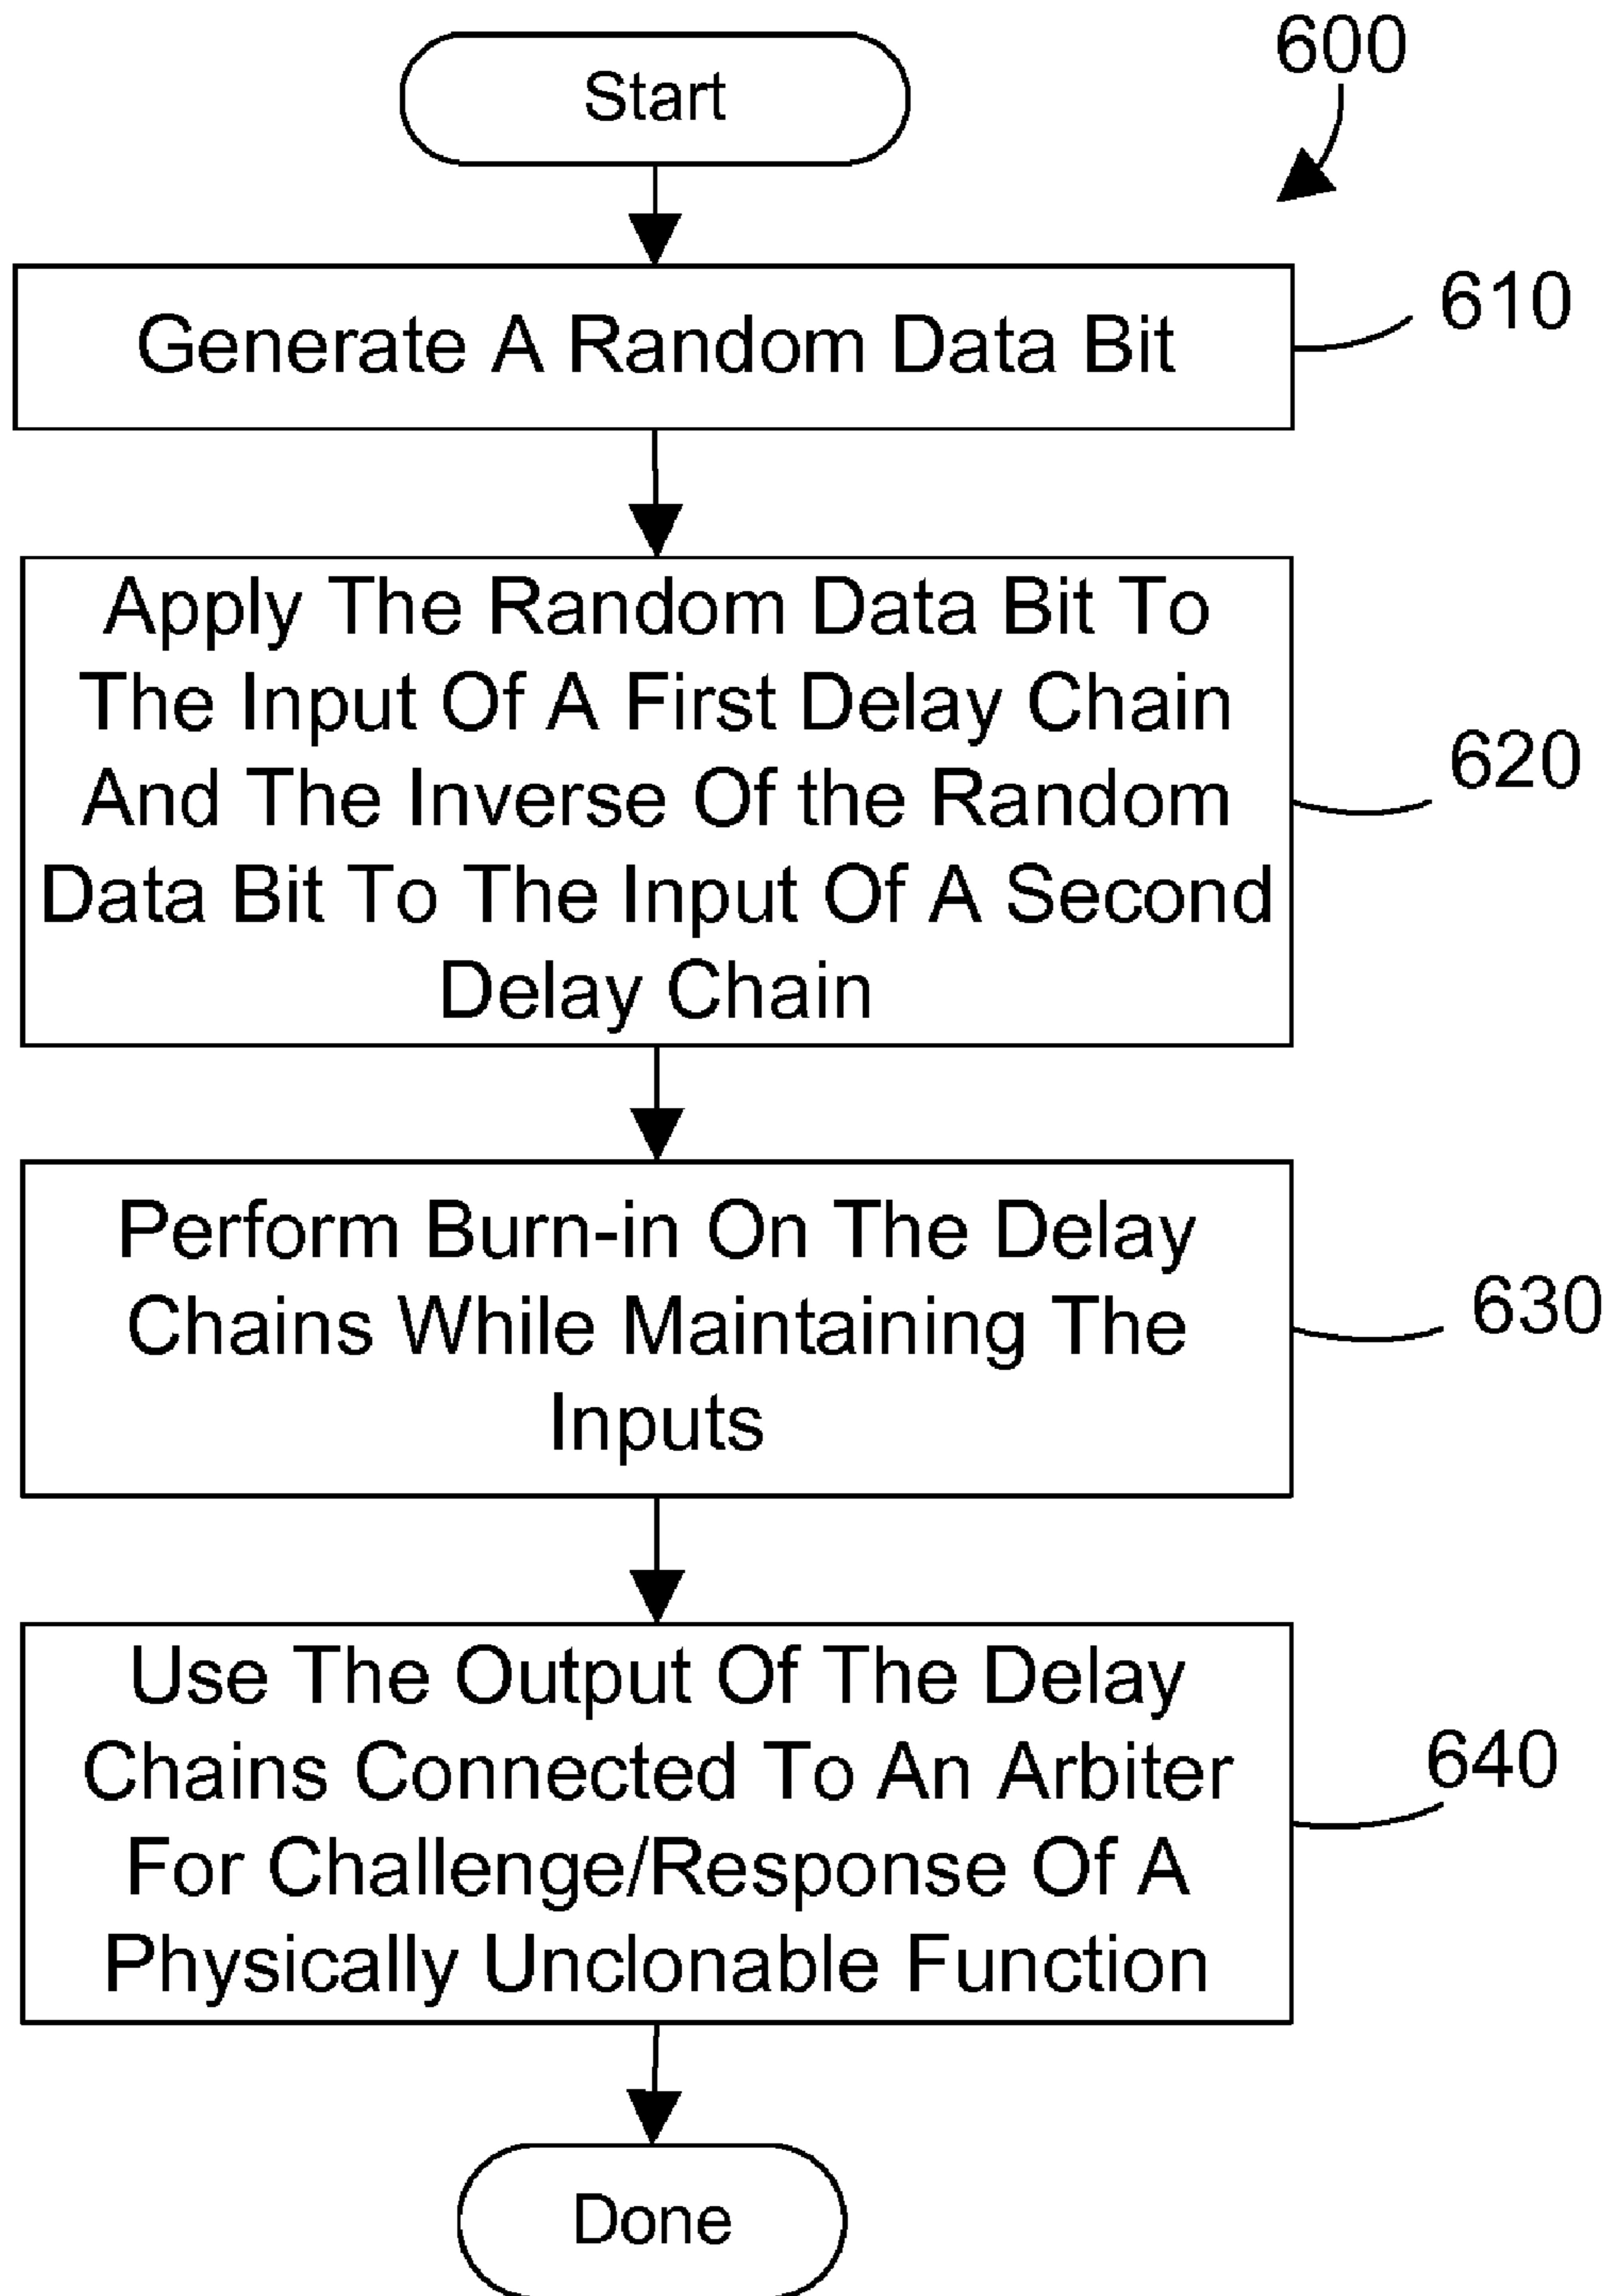 600
Start
610
Generate A Random Data Bit
Apply The Random Data Bit To
The Input Of A First Delay Chain
And The Inverse Of the Random
Data Bit To The Input Of A Second
Delay Chain
620
Perform Burn-in On The Delay
Chains While Maintaining The
Inputs
630
Use The Output Of The Delay
Chains Connected To An Arbiter
For Challenge/Response Of A
Physically Unclonable Function
640
Done